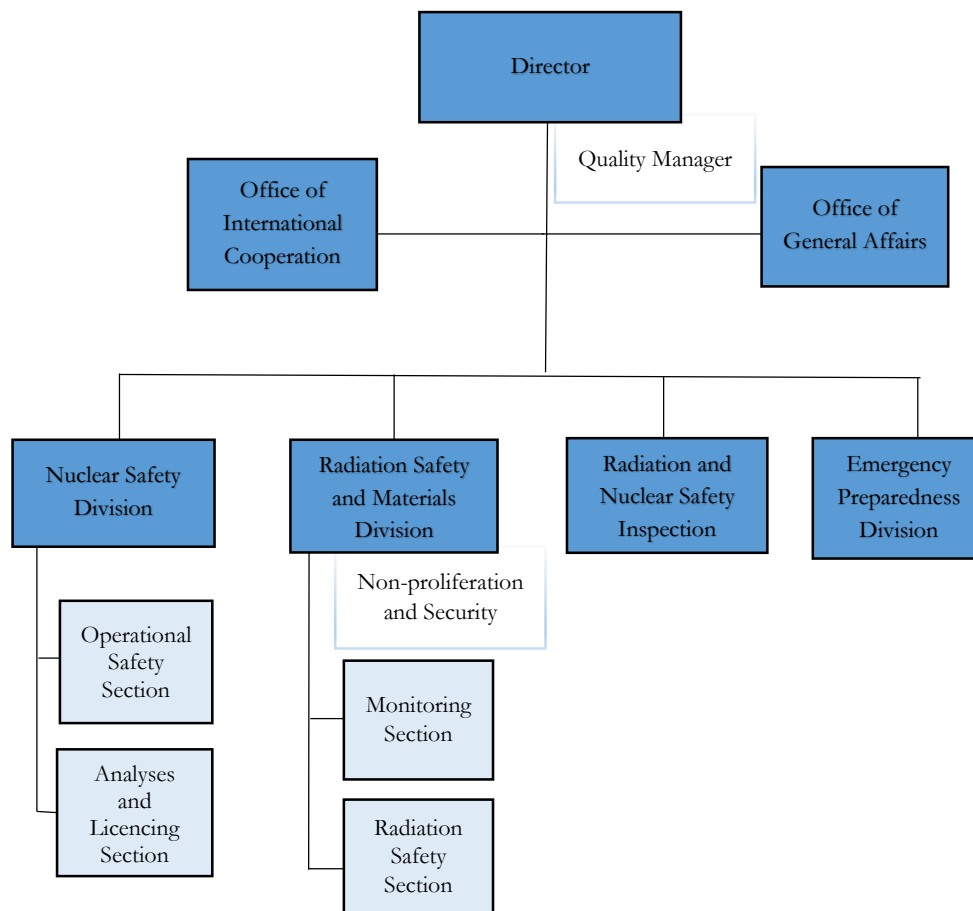 Director
Quality Manager
Office of
International
Cooperation
Office of
General Affairs
Nuclear Safety
Division
Radiation Safety
and Materials
Division
Radiation and
Nuclear Safety
Inspection
Emergency
Preparedness
Division
Non-proliferation
and Security
Operational
Safety
Section
Monitoring
Section
Analyses
and
Licencing
Section
Radiation
Safety
Section